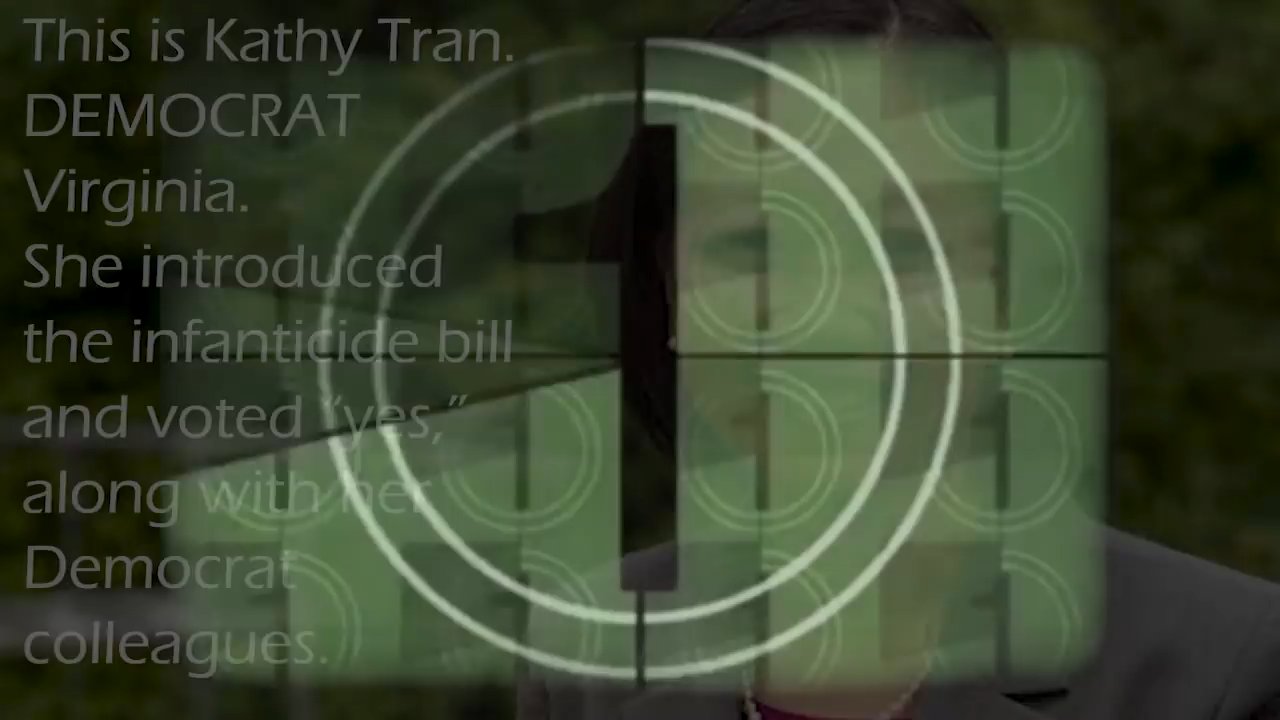 This is Kathy Tran.
DEMOCRAT
Virginia.
She introduced
the infanticide bill
and voted “yes,”
along with her
Democrat
colleagues.
1